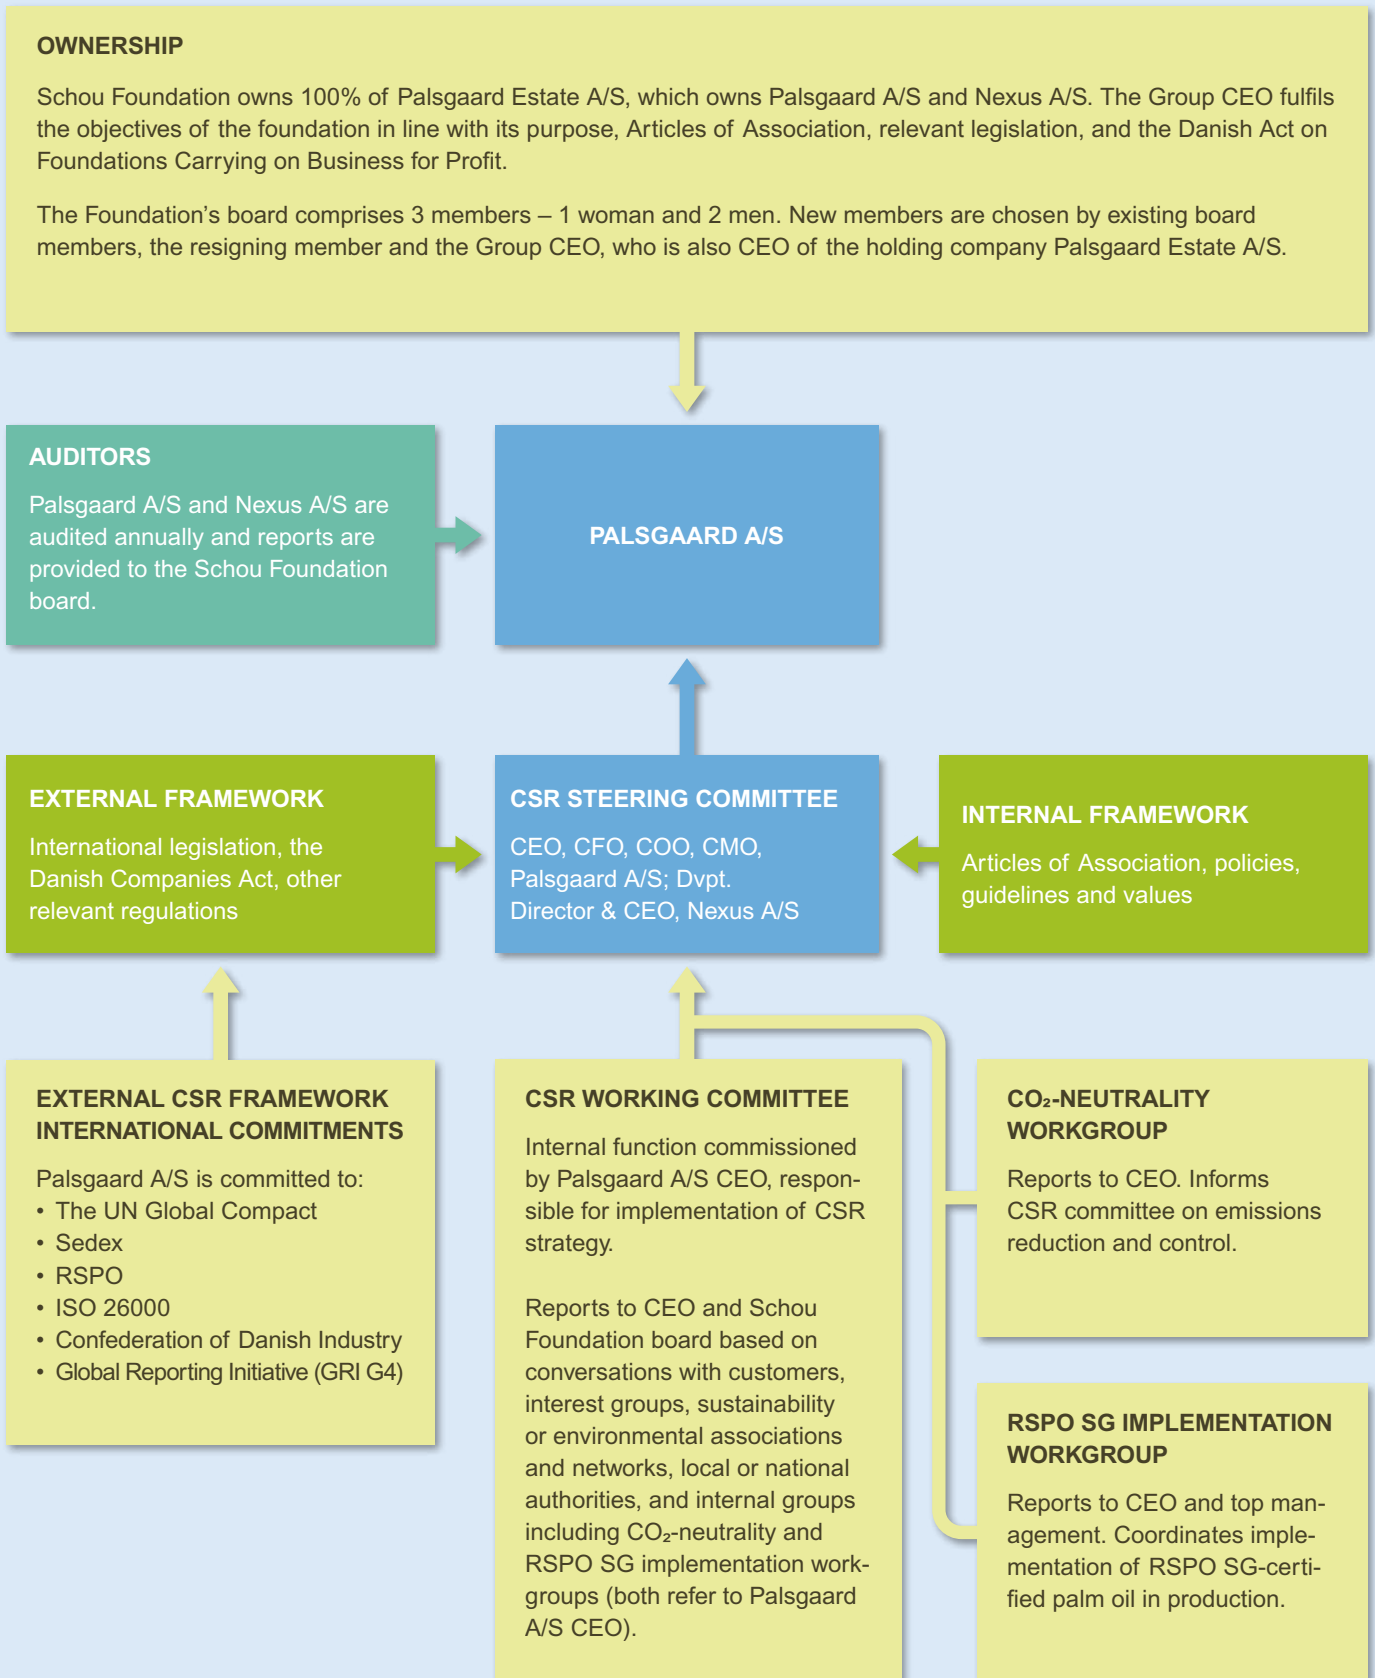 OWNERSHIP
Schou Foundation owns 100% of Palsgaard Estate A/S, which owns Palsgaard A/S and Nexus A/S. The Group CEO fulfils
the objectives of the foundation in line with its purpose, Articles of Association, relevant legislation, and the Danish Act on
Foundations Carrying on Business for Profit.
The Foundation's board comprises 3 members – 1 woman and 2 men. New members are chosen by existing board
members, the resigning member and the Group CEO, who is also CEO of the holding company Palsgaard Estate A/S.
AUDITORS
Palsgaard A/S and Nexus A/S are
audited annually and reports are
provided to the Schou Foundation
board.
PALSGAARD A/S
EXTERNAL FRAMEWORK
International legislation, the
Danish Companies Act, other
relevant regulations
CSR STEERING COMMITTEE
CEO, CFO, COO, CMO,
Palsgaard A/S; Dvpt.
Director & CEO, Nexus A/S
INTERNAL FRAMEWORK
Articles of Association, policies,
guidelines and values
EXTERNAL CSR FRAMEWORK
INTERNATIONAL COMMITMENTS
Palsgaard A/S is committed to:
• The UN Global Compact
• Sedex
• RSPO
• ISO 26000
• Confederation of Danish Industry
• Global Reporting Initiative (GRI G4)
CSR WORKING COMMITTEE
Internal function commissioned
by Palsgaard A/S CEO, respon-
sible for implementation of CSR
strategy.
Reports to CEO and Schou
Foundation board based on
conversations with customers,
interest groups, sustainability
or environmental associations
and networks, local or national
authorities, and internal groups
including CO₂-neutrality and
RSPO SG implementation work-
groups (both refer to Palsgaard
A/S CEO).
CO₂-NEUTRALITY
WORKGROUP
Reports to CEO. Informs
CSR committee on emissions
reduction and control.
RSPO SG IMPLEMENTATION
WORKGROUP
Reports to CEO and top man-
agement. Coordinates imple-
mentation of RSPO SG-certi-
fied palm oil in production.